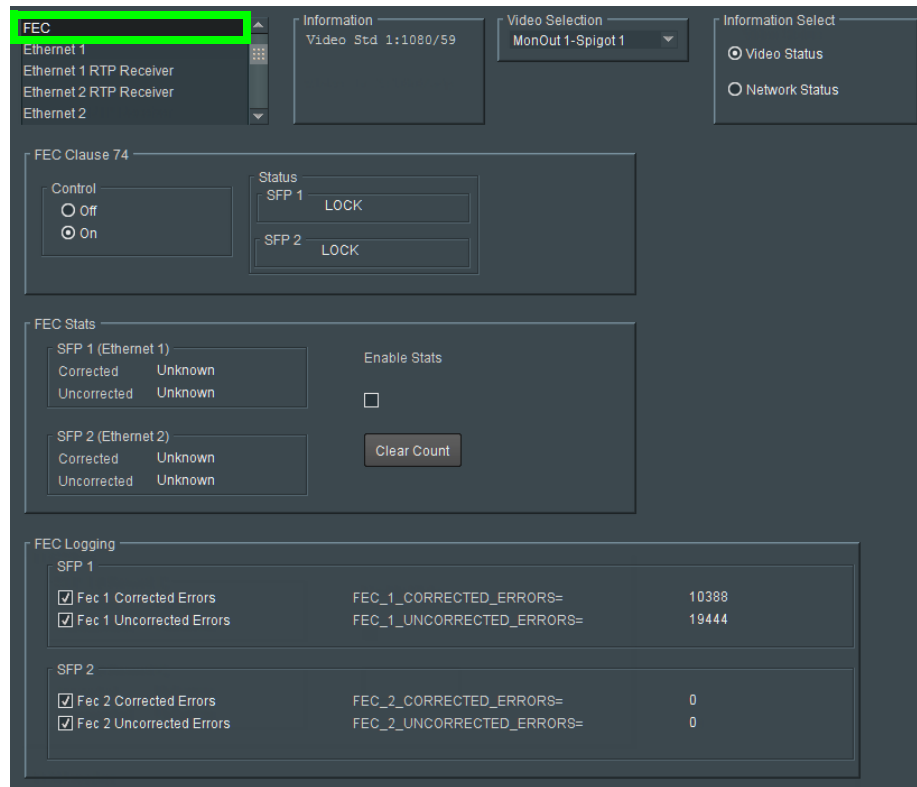 FEC
Ethernet 1
Ethernet 1 RTP Receiver
Ethernet 2 RTP Receiver
Ethernet 2
Information
Video Std 1:1080/59
Video Selection
MonOut 1-Spigot 1
Information Select
Video Status
Network Status
FEC Clause 74
Control
Off
On
Status
SFP 1
LOCK
SFP 2
LOCK
FEC Stats
SFP 1 (Ethernet 1)
Corrected Unknown
Uncorrected Unknown
SFP 2 (Ethernet 2)
Corrected Unknown
Uncorrected Unknown
Enable Stats
Clear Count
FEC Logging
SFP 1
Fec 1 Corrected Errors FEC_1_CORRECTED_ERRORS= 10388
Fec 1 Uncorrected Errors FEC_1_UNCORRECTED_ERRORS= 19444
SFP 2
Fec 2 Corrected Errors FEC_2_CORRECTED_ERRORS= 0
Fec 2 Uncorrected Errors FEC_2_UNCORRECTED_ERRORS= 0